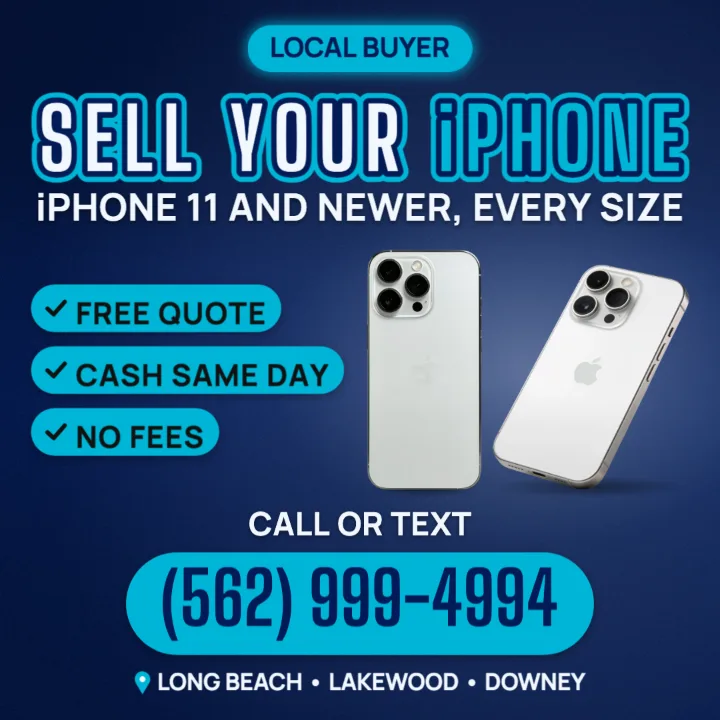 LOCAL BUYER
SELL YOUR iPHONE
iPHONE 11 AND NEWER, EVERY SIZE
FREE QUOTE
CASH SAME DAY
NO FEES
CALL OR TEXT
(562) 999-4994
LONG BEACH • LAKEWOOD • DOWNEY